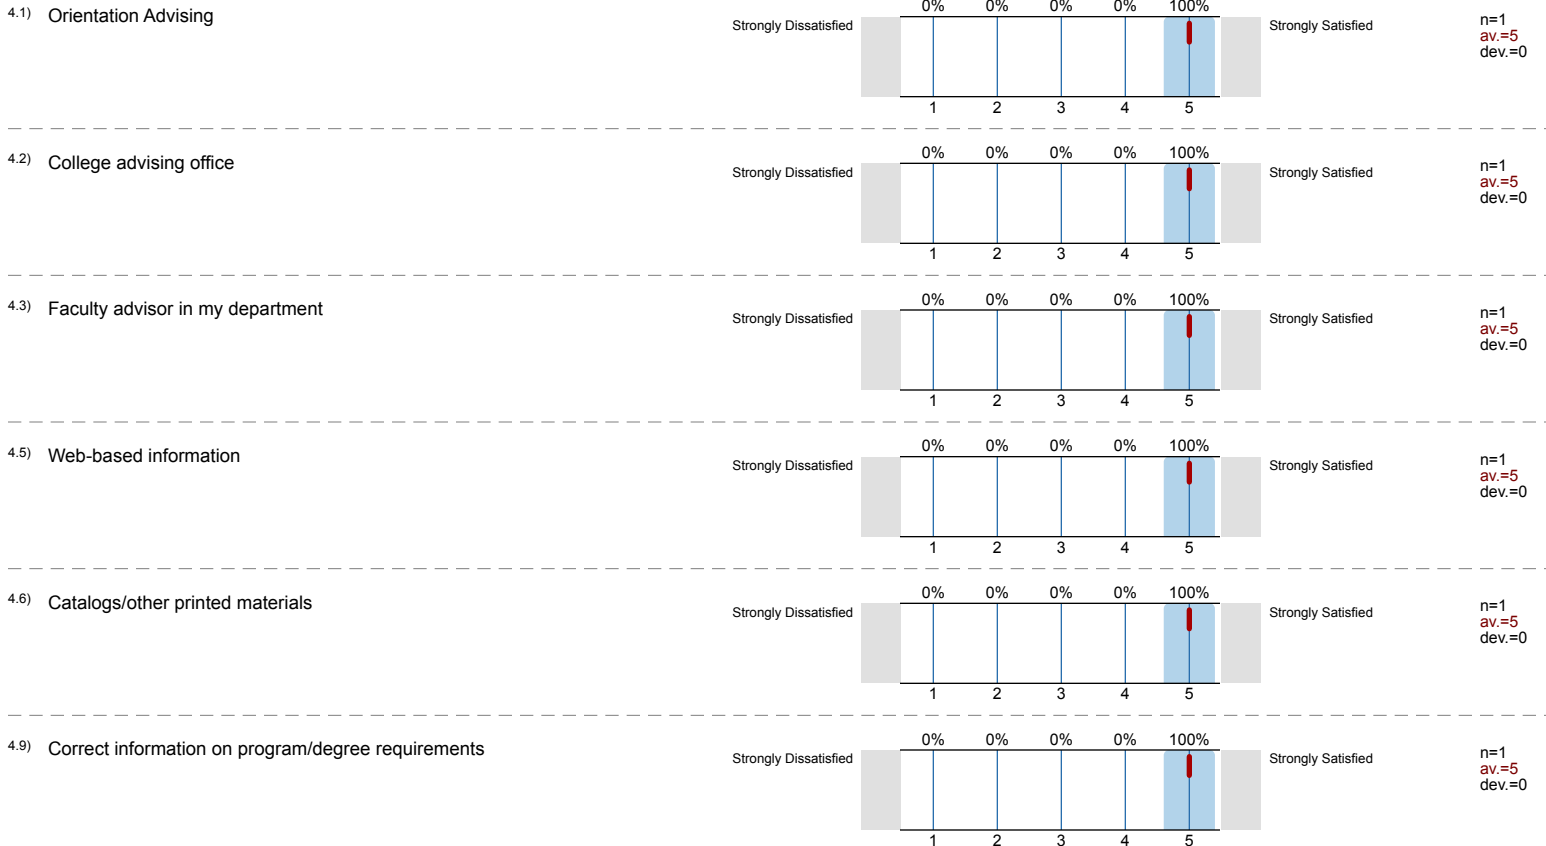 4.1) Orientation Advising
0% 0% 0% 0% 100%
Strongly Dissatisfied Strongly Satisfied
n=1
av.=5
dev.=0
1 2 3 4 5
4.2) College advising office
0% 0% 0% 0% 100%
Strongly Dissatisfied Strongly Satisfied
n=1
av.=5
dev.=0
1 2 3 4 5
4.3) Faculty advisor in my department
0% 0% 0% 0% 100%
Strongly Dissatisfied Strongly Satisfied
n=1
av.=5
dev.=0
1 2 3 4 5
4.5) Web-based information
0% 0% 0% 0% 100%
Strongly Dissatisfied Strongly Satisfied
n=1
av.=5
dev.=0
1 2 3 4 5
4.6) Catalogs/other printed materials
0% 0% 0% 0% 100%
Strongly Dissatisfied Strongly Satisfied
n=1
av.=5
dev.=0
1 2 3 4 5
4.9) Correct information on program/degree requirements
0% 0% 0% 0% 100%
Strongly Dissatisfied Strongly Satisfied
n=1
av.=5
dev.=0
1 2 3 4 5